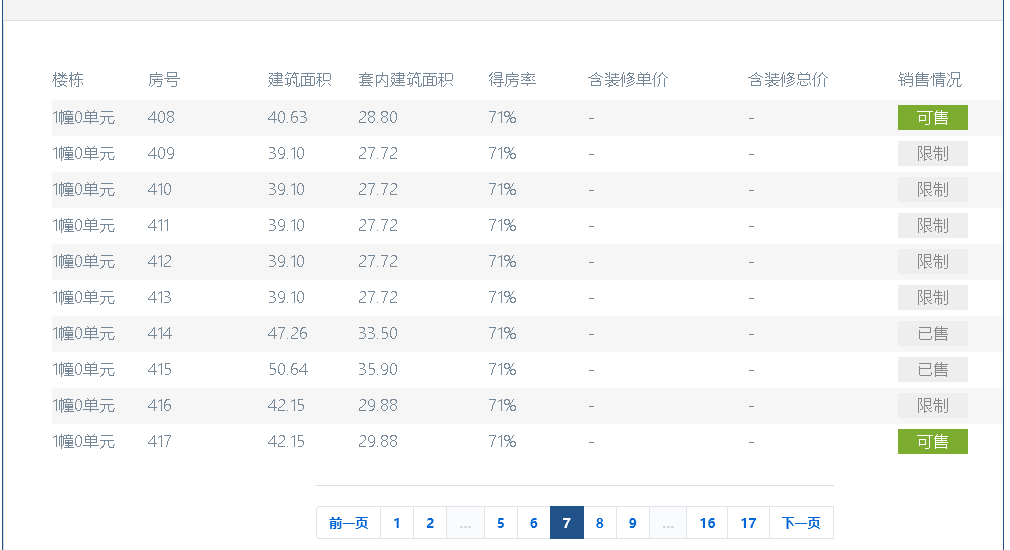 楼栋 房号 建筑面积 套内建筑面积 得房率 含装修单价 含装修总价 销售情况
1幢0单元 408 40.63 28.80 71% - - 可售
1幢0单元 409 39.10 27.72 71% - - 限制
1幢0单元 410 39.10 27.72 71% - - 限制
1幢0单元 411 39.10 27.72 71% - - 限制
1幢0单元 412 39.10 27.72 71% - - 限制
1幢0单元 413 39.10 27.72 71% - - 限制
1幢0单元 414 47.26 33.50 71% - - 已售
1幢0单元 415 50.64 35.90 71% - - 已售
1幢0单元 416 42.15 29.88 71% - - 限制
1幢0单元 417 42.15 29.88 71% - - 可售
前一页 1 2 ... 5 6 7 8 9 ... 16 17 下一页